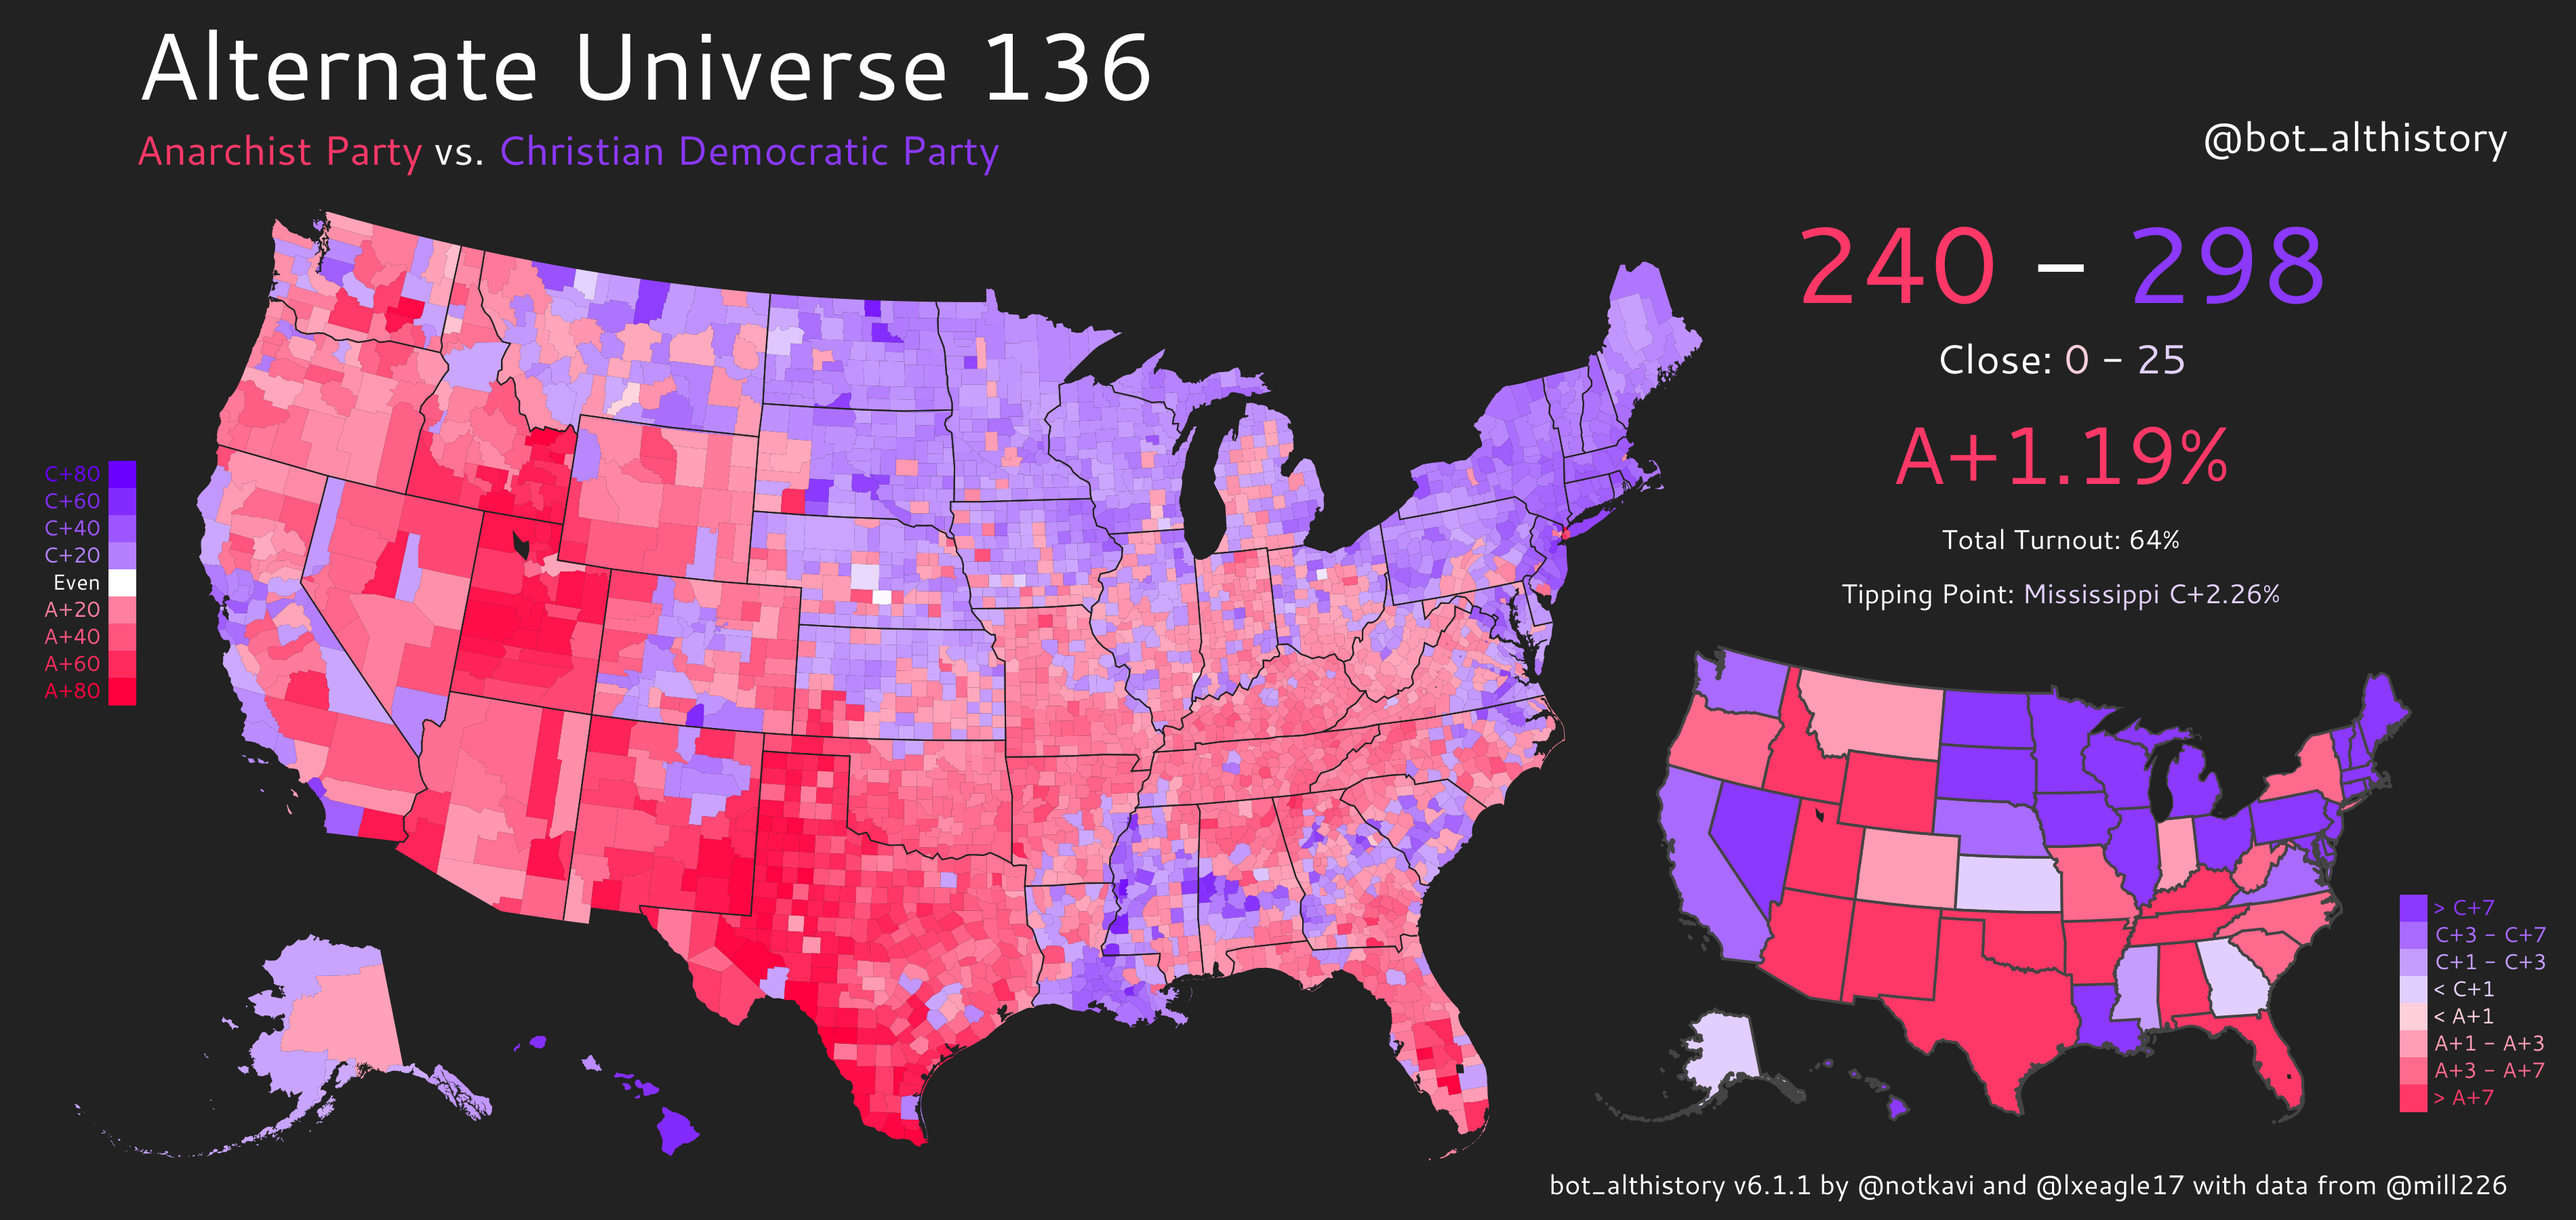 Alternate Universe 136
Anarchist Party vs. Christian Democratic Party
@bot_althistory
240 – 298
Close: 0 – 25
A+1.19%
Total Turnout: 64%
Tipping Point: Mississippi C+2.26%
C+80
C+60
C+40
C+20
Even
A+20
A+40
A+60
A+80
> C+7
C+3 – C+7
C+1 – C+3
< C+1
< A+1
A+1 – A+3
A+3 – A+7
> A+7
bot_althistory v6.1.1 by @notkavi and @lxeagle17 with data from @mill226